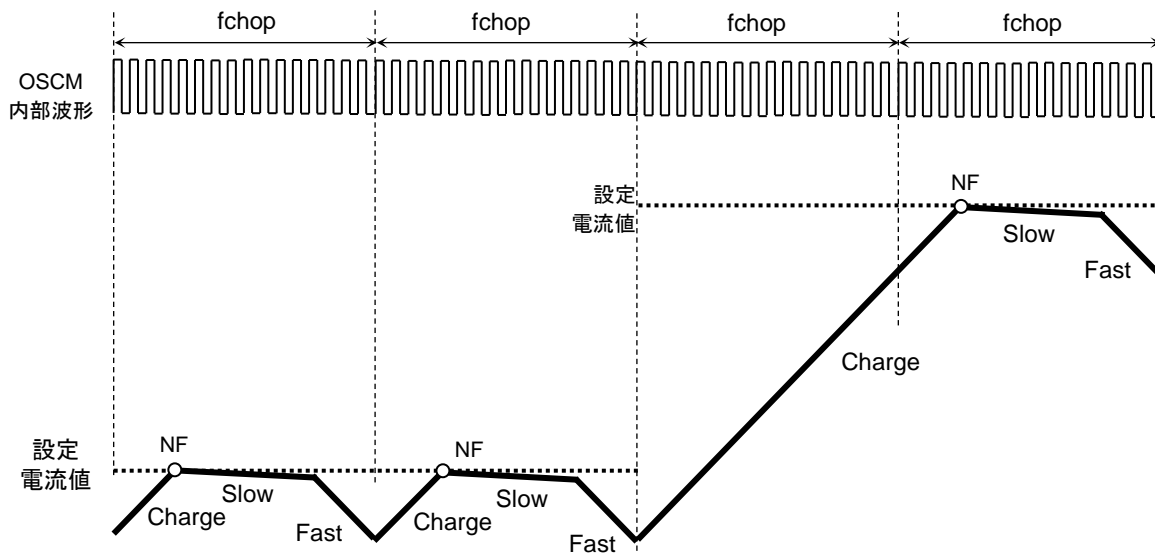 fchop
fchop
fchop
fchop
OSCM
内部波形
設定
電流値
NF
Slow
Fast
Charge
設定
電流値
NF
NF
Slow
Slow
Charge
Fast
Charge
Fast